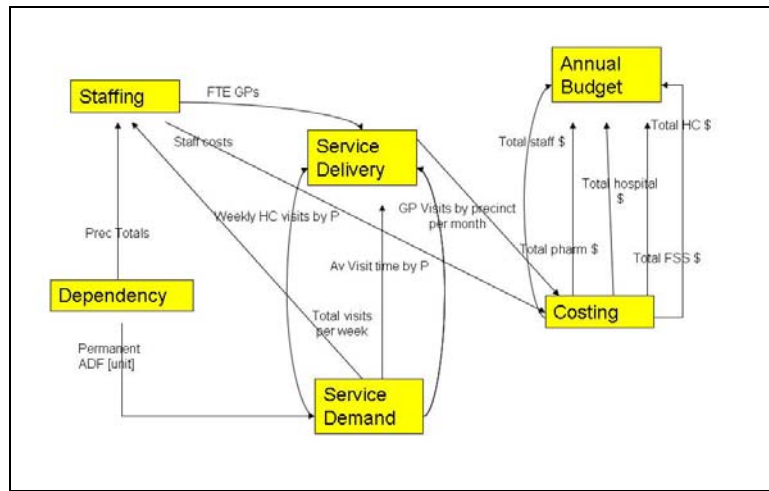 Annual
Budget
Staffing
FTE GPs
Total HC $
Staff costs
Service
Delivery
Total staff $
Total hospital
$
GP Visits by precinct
per month
Weekly HC visits by P
Prec Totals
Av Visit time by P
Total pharm $
Total FSS $
Dependency
Total visits
per week
Costing
Permanent
ADF [unit]
Service
Demand